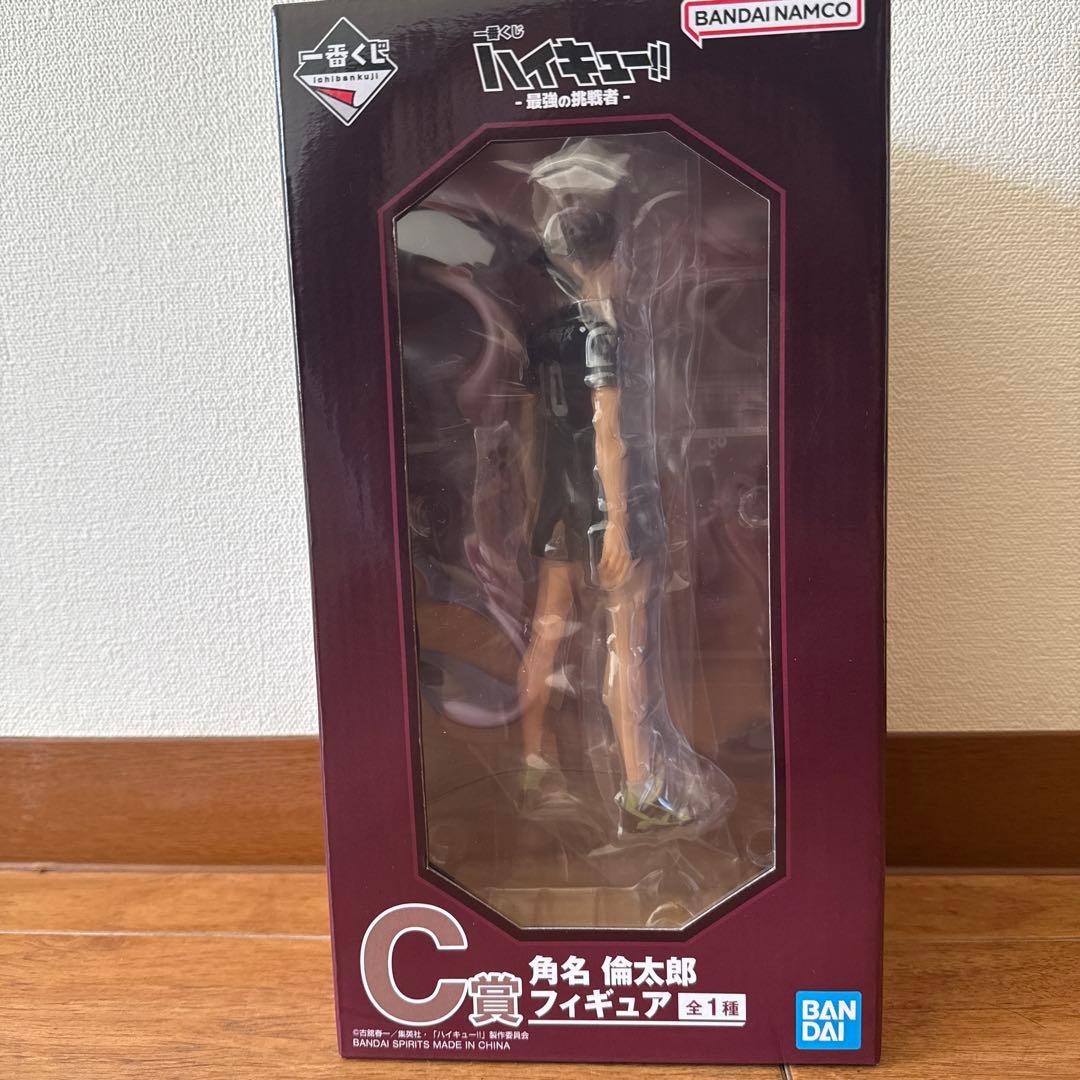 一番くじ
ichibankuji
一番くじ
ハイキュー!!
- 最強の挑戦者 -
BANDAI NAMCO
C賞
角名 倫太郎
フィギュア 全1種
©古舘春一／集英社・「ハイキュー!!」製作委員会
BANDAI SPIRITS MADE IN CHINA
BAN
DAI